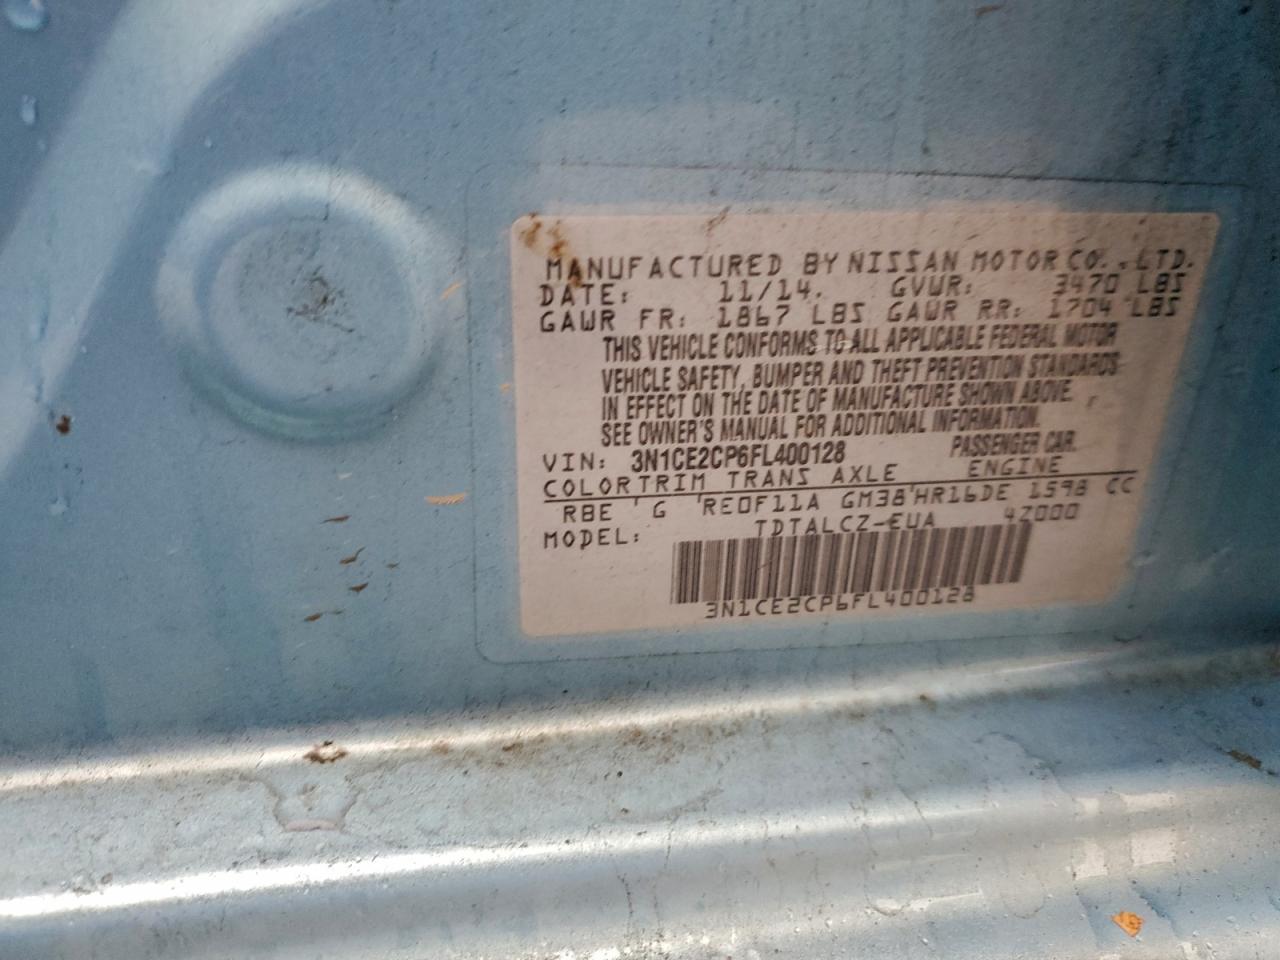 MANUFACTURED BY NISSAN MOTOR CO., LTD.
DATE: 11/14. GVWR: 3470 LBS
GAWR FR: 1867 LBS GAWR RR: 1704 LBS
THIS VEHICLE CONFORMS TO ALL APPLICABLE FEDERAL MOTOR
VEHICLE SAFETY, BUMPER AND THEFT PREVENTION STANDARDS
IN EFFECT ON THE DATE OF MANUFACTURE SHOWN ABOVE.
SEE OWNER'S MANUAL FOR ADDITIONAL INFORMATION.
VIN: 3N1CE2CP6FL400128 PASSENGER CAR.
COLOR TRIM TRANS AXLE ENGINE
RBE G RE0F11A GM38 HR16DE 1598 CC
MODEL: TDTALCZ-EUA 4Z000
3N1CE2CP6FL400128